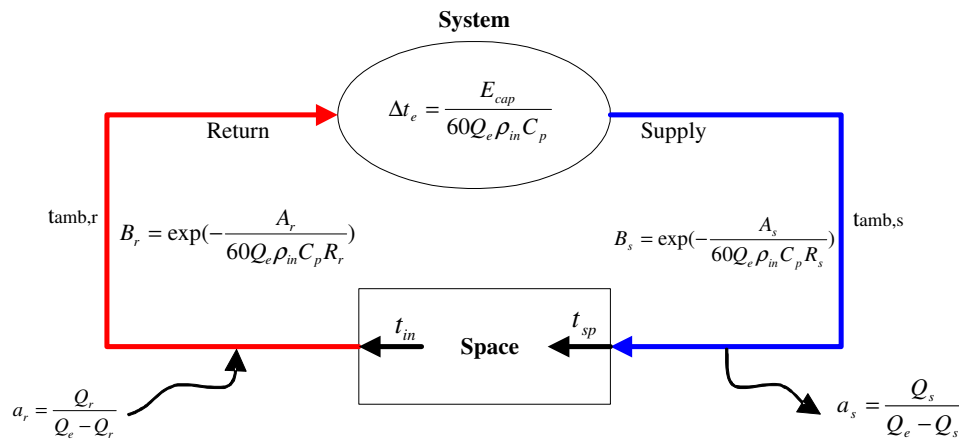 System
Δt_e = E_cap / (60Q_e ρ_in C_p)
Return
Supply
tamb,r
tamb,s
B_r = exp(- A_r / (60Q_e ρ_in C_p R_r))
B_s = exp(- A_s / (60Q_e ρ_in C_p R_s))
t_in
t_sp
Space
a_r = Q_r / (Q_e − Q_r)
a_s = Q_s / (Q_e − Q_s)